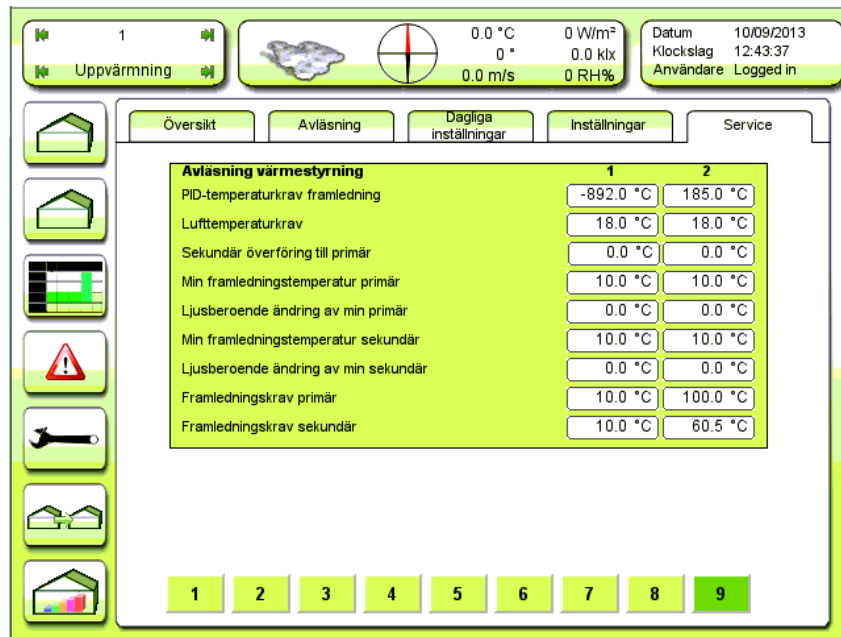 1
Uppvärmning
0.0 °C
0 °
0.0 m/s
0 W/m²
0.0 klx
0 RH%
Datum 10/09/2013
Klockslag 12:43:37
Användare Logged in
Översikt
Avläsning
Dagliga
inställningar
Inställningar
Service
Avläsning värmestyrning 1 2
PID-temperaturkrav framledning -892.0 °C 185.0 °C
Lufttemperaturkrav 18.0 °C 18.0 °C
Sekundär överföring till primär 0.0 °C 0.0 °C
Min framledningstemperatur primär 10.0 °C 10.0 °C
Ljusberoende ändring av min primär 0.0 °C 0.0 °C
Min framledningstemperatur sekundär 10.0 °C 10.0 °C
Ljusberoende ändring av min sekundär 0.0 °C 0.0 °C
Framledningskrav primär 10.0 °C 100.0 °C
Framledningskrav sekundär 10.0 °C 60.5 °C
1 2 3 4 5 6 7 8 9